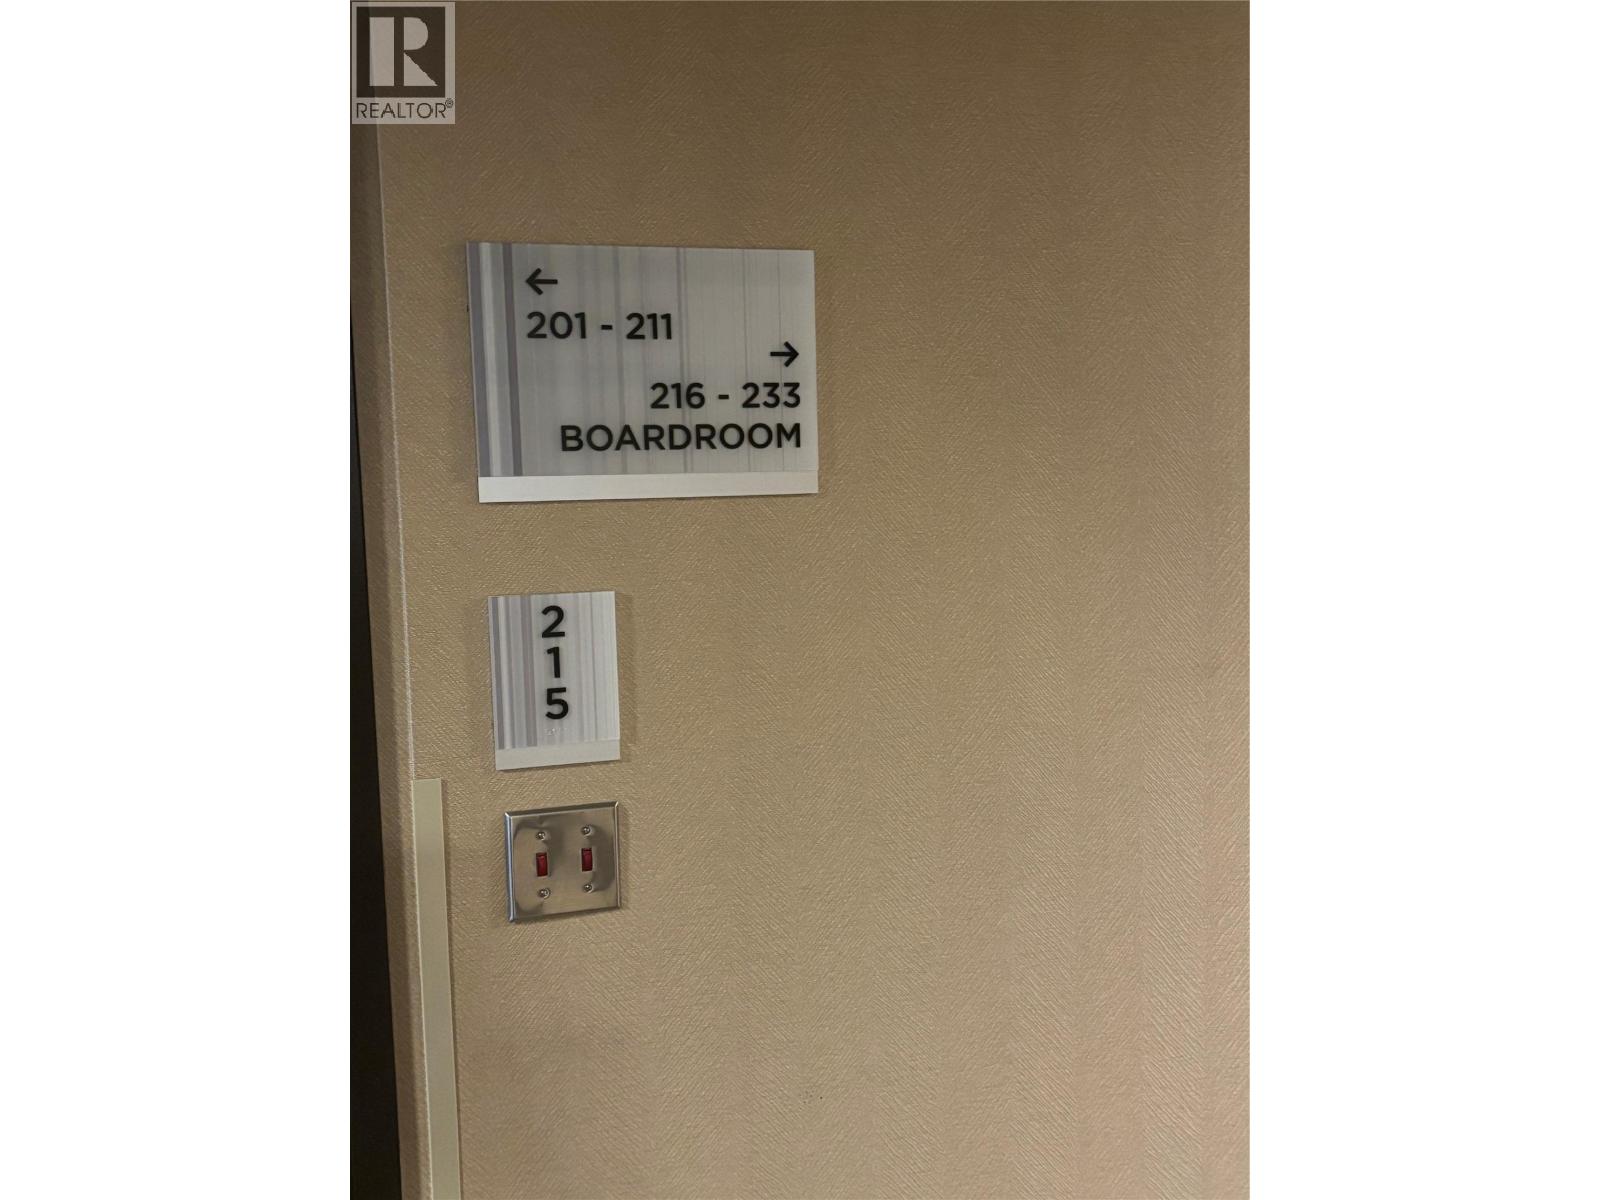 R
REALTOR®
←
201 - 211
→
216 - 233
BOARDROOM
2
1
5